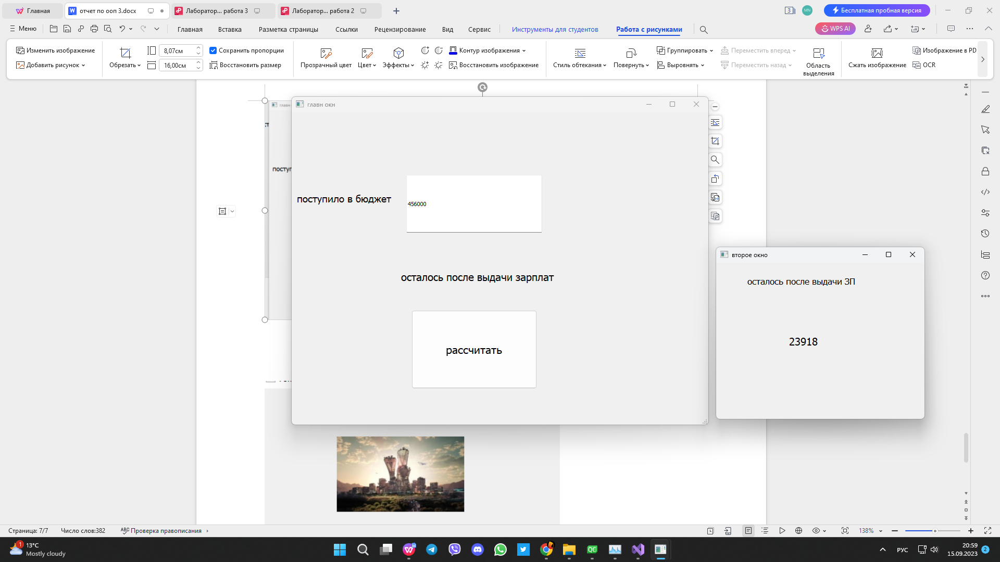 Главная
отчет по ооп 3.docx
Лаборатор... работа 3
Лаборатор... работа 2
3
MN
Бесплатная пробная версия
Меню
Главная
Вставка
Разметка страницы
Ссылки
Рецензирование
Вид
Сервис
Инструменты для студентов
Работа с рисунками
WPS AI
Изменить изображение
Добавить рисунок
Обрезать
8,07см
16,00см
Сохранить пропорции
Восстановить размер
Прозрачный цвет
Цвет
Эффекты
Контур изображения
Восстановить изображение
Стиль обтекания
Повернуть
Группировать
Выровнять
Переместить вперед
Переместить назад
Область
выделения
Сжать изображение
Изображение в PD
OCR
главн окн
поступило в бюджет
456000
осталось после выдачи зарплат
рассчитать
второе окно
осталось после выдачи ЗП
23918
Страница: 7/7
Число слов:382
Проверка правописания
138%
1
13°C
Mostly cloudy
QC
РУС
20:59
15.09.2023
2